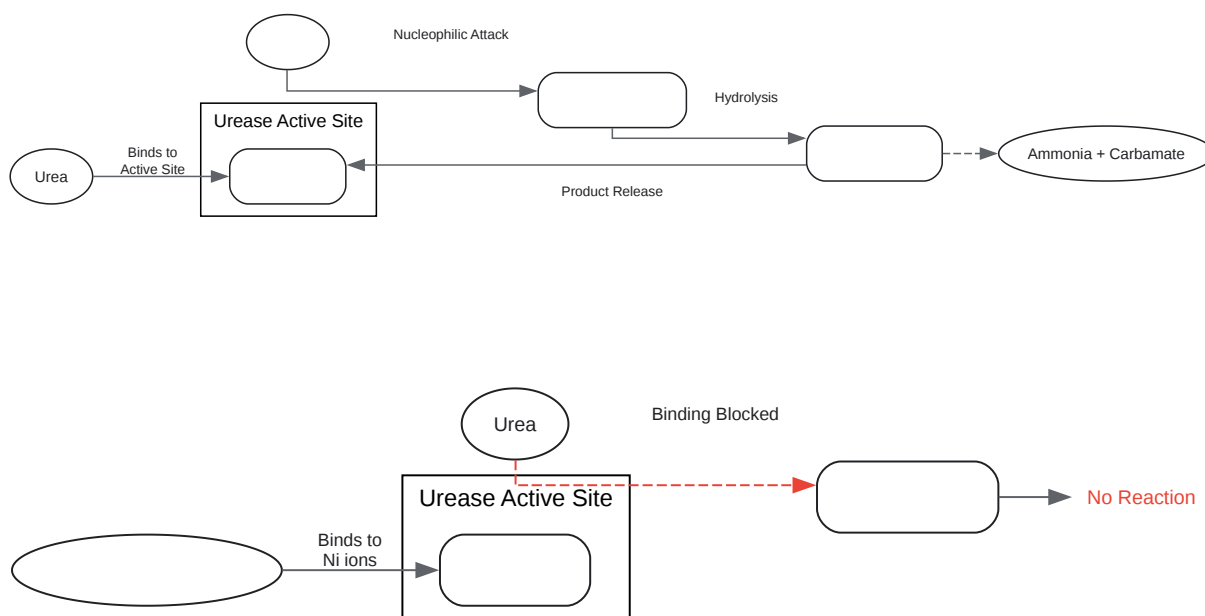 Nucleophilic Attack
Hydrolysis
Urease Active Site
Binds to
Active Site
Urea
Ammonia + Carbamate
Product Release
Urea
Binding Blocked
Urease Active Site
No Reaction
Binds to
Ni ions